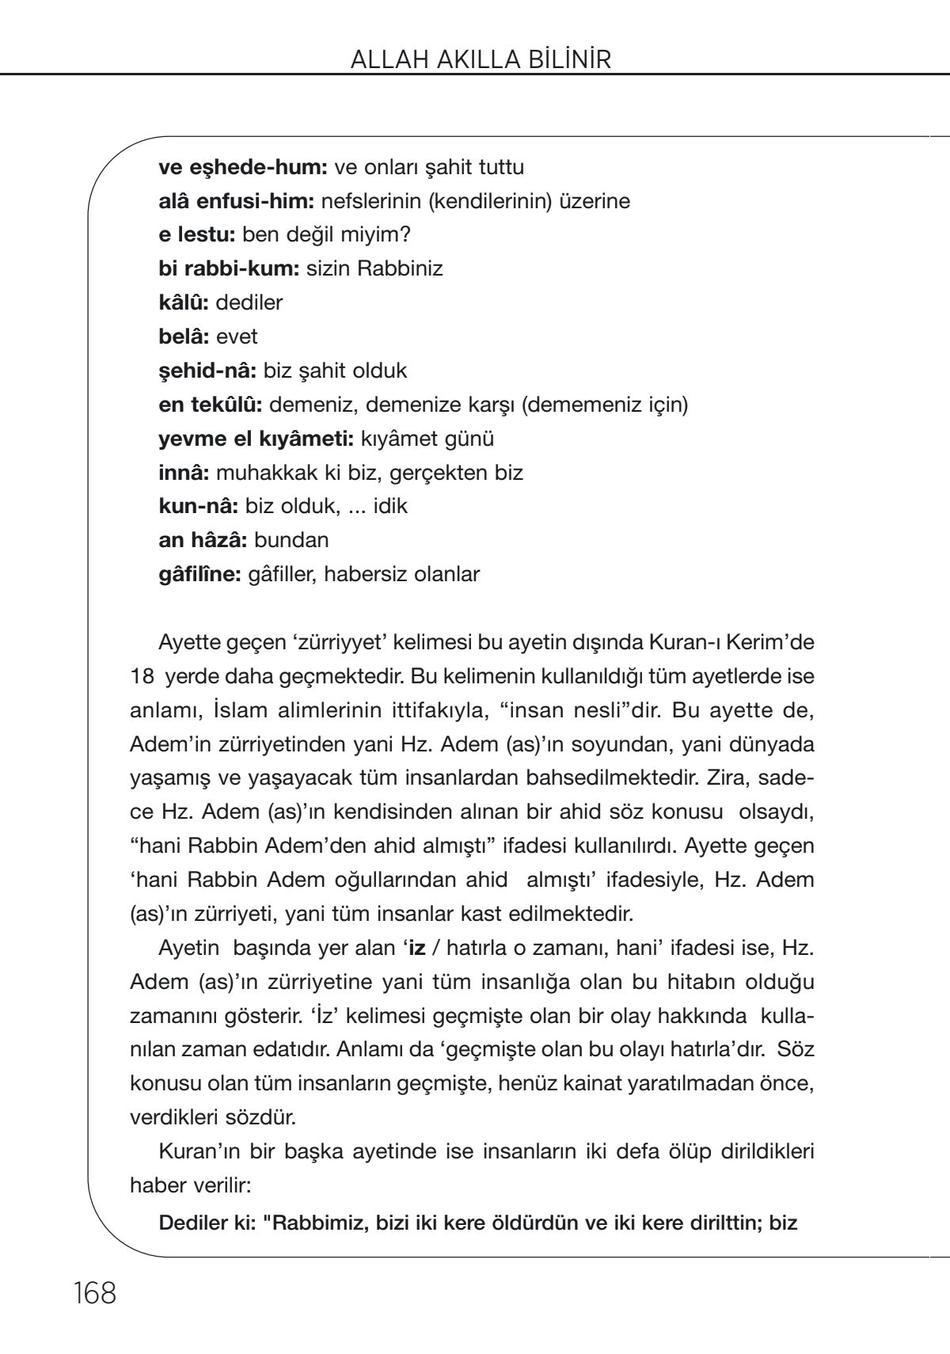 ALLAH AKILLA BİLİNİR
ve eşhede-hum: ve onları şahit tuttu
alâ enfusi-him: nefslerinin (kendilerinin) üzerine
e lestu: ben değil miyim?
bi rabbi-kum: sizin Rabbiniz
kâlû: dediler
belâ: evet
şehid-nâ: biz şahit olduk
en tekûlû: demeniz, demenize karşı (dememeniz için)
yevme el kıyâmeti: kıyâmet günü
innâ: muhakkak ki biz, gerçekten biz
kun-nâ: biz olduk, ... idik
an hâzâ: bundan
gâfilîne: gâfiller, habersiz olanlar
Ayette geçen ‘zürriyyet’ kelimesi bu ayetin dışında Kuran-ı Kerim’de
18 yerde daha geçmektedir. Bu kelimenin kullanıldığı tüm ayetlerde ise
anlamı, İslam alimlerinin ittifakıyla, “insan nesli”dir. Bu ayette de,
Adem’in zürriyetinden yani Hz. Adem (as)’ın soyundan, yani dünyada
yaşamış ve yaşayacak tüm insanlardan bahsedilmektedir. Zira, sade-
ce Hz. Adem (as)’ın kendisinden alınan bir ahid söz konusu olsaydı,
“hani Rabbin Adem’den ahid almıştı” ifadesi kullanılırdı. Ayette geçen
‘hani Rabbin Adem oğullarından ahid almıştı’ ifadesiyle, Hz. Adem
(as)’ın zürriyeti, yani tüm insanlar kast edilmektedir.
Ayetin başında yer alan ‘iz / hatırla o zamanı, hani’ ifadesi ise, Hz.
Adem (as)’ın zürriyetine yani tüm insanlığa olan bu hitabın olduğu
zamanını gösterir. ‘İz’ kelimesi geçmişte olan bir olay hakkında kulla-
nılan zaman edatıdır. Anlamı da ‘geçmişte olan bu olayı hatırla’dır. Söz
konusu olan tüm insanların geçmişte, henüz kainat yaratılmadan önce,
verdikleri sözdür.
Kuran’ın bir başka ayetinde ise insanların iki defa ölüp dirildikleri
haber verilir:
Dediler ki: "Rabbimiz, bizi iki kere öldürdün ve iki kere dirilttin; biz
168